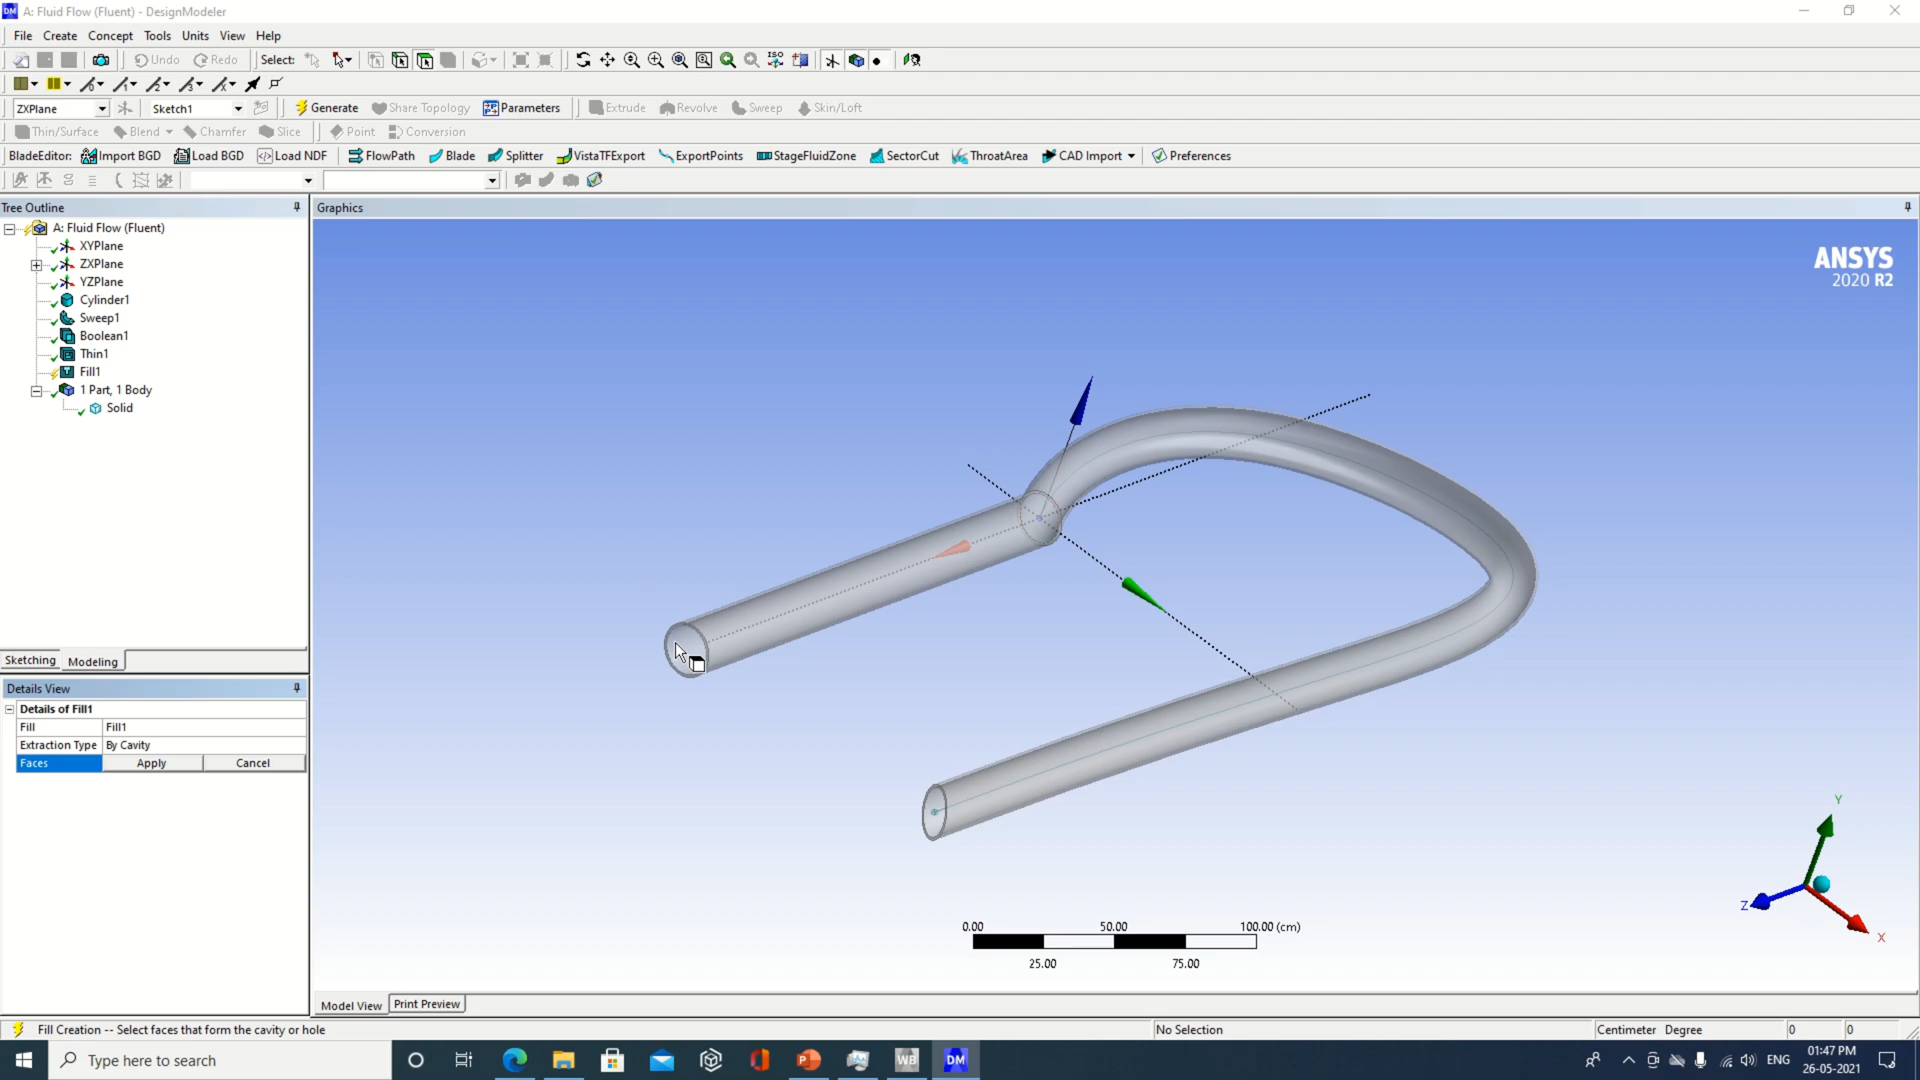 A: Fluid Flow (Fluent) - DesignModeler
File Create Concept Tools Units View Help
Undo Redo Select: ISO
ZXPlane Sketch1 Generate Share Topology Parameters Extrude Revolve Sweep Skin/Loft
Thin/Surface Blend Chamfer Slice Point Conversion
BladeEditor: Import BGD Load BGD Load NDF FlowPath Blade Splitter VistaTFExport ExportPoints StageFluidZone SectorCut ThroatArea CAD Import Preferences
Tree Outline
Graphics
A: Fluid Flow (Fluent)
XYPlane
ZXPlane
YZPlane
Cylinder1
Sweep1
Boolean1
Thin1
Fill1
1 Part, 1 Body
Solid
ANSYS
2020 R2
Sketching Modeling
Details View
Details of Fill1
Fill Fill1
Extraction Type By Cavity
Faces Apply Cancel
Y
Z
X
0.00 50.00 100.00 (cm)
25.00 75.00
Model View Print Preview
Fill Creation -- Select faces that form the cavity or hole
No Selection
Centimeter Degree 0 0
Type here to search
WB
DM
ENG
01:47 PM
26-05-2021